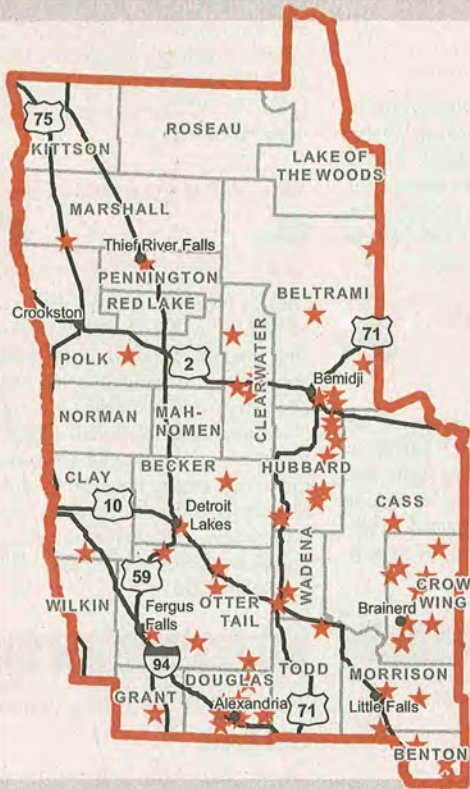 75
KITTSON
ROSEAU
LAKE OF
THE WOODS
MARSHALL
Thief River Falls
PENNINGTON
RED LAKE
BELTRAMI
Crookston
71
POLK
2
CLEARWATER
Bemidji
NORMAN
MAH-
NOMEN
BECKER
HUBBARD
CLAY
10
Detroit
Lakes
CASS
WADENA
59
WILKIN
OTTER
TAIL
CROW
WING
Brainerd
Fergus
Falls
94
TODD
DOUGLAS
MORRISON
GRANT
Alexandria
71
Little Falls
BENTON